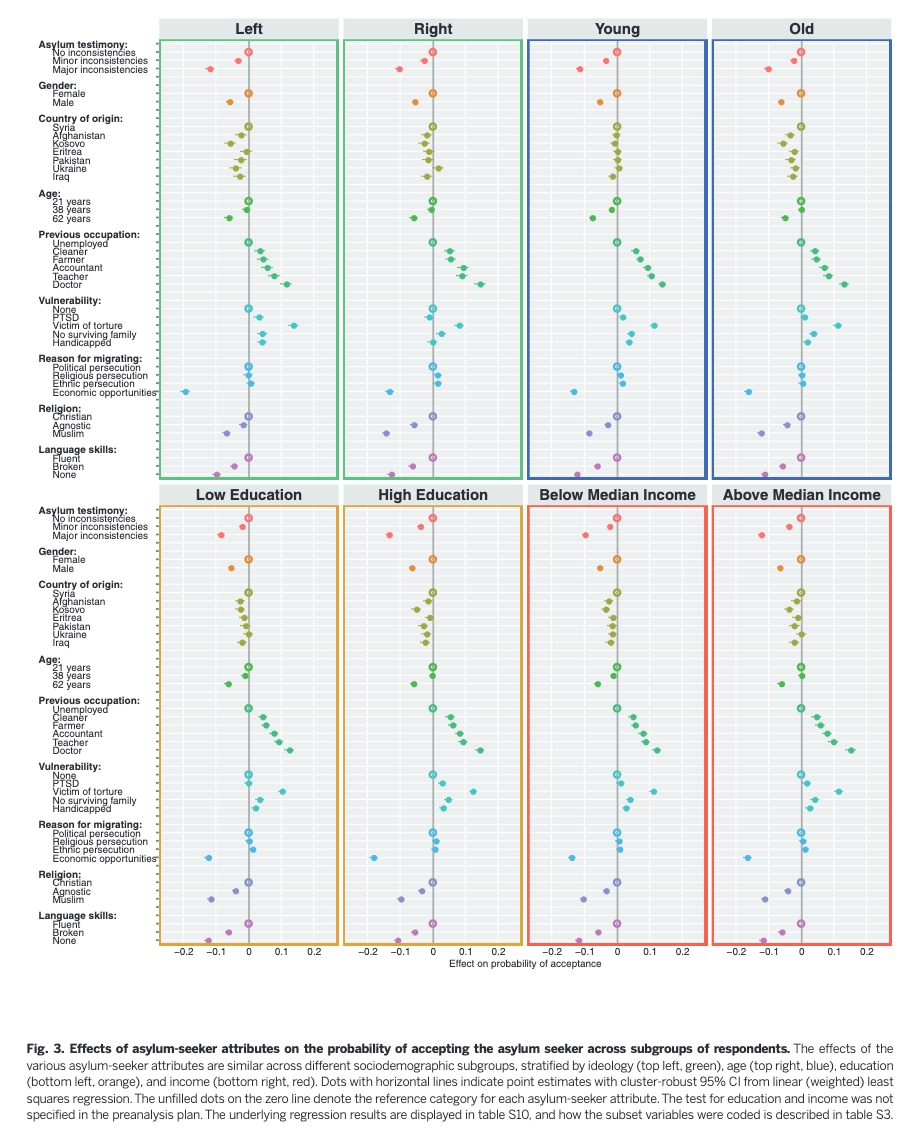 Left Right Young Old
Asylum testimony:
No inconsistencies
Minor inconsistencies
Major inconsistencies
Gender:
Female
Male
Country of origin:
Syria
Afghanistan
Kosovo
Eritrea
Pakistan
Ukraine
Iraq
Age:
21 years
38 years
62 years
Previous occupation:
Unemployed
Cleaner
Farmer
Accountant
Teacher
Doctor
Vulnerability:
None
PTSD
Victim of torture
No surviving family
Handicapped
Reason for migrating:
Political persecution
Religious persecution
Ethnic persecution
Economic opportunities
Religion:
Christian
Agnostic
Muslim
Language skills:
Fluent
Broken
None
Low Education High Education Below Median Income Above Median Income
Asylum testimony:
No inconsistencies
Minor inconsistencies
Major inconsistencies
Gender:
Female
Male
Country of origin:
Syria
Afghanistan
Kosovo
Eritrea
Pakistan
Ukraine
Iraq
Age:
21 years
38 years
62 years
Previous occupation:
Unemployed
Cleaner
Farmer
Accountant
Teacher
Doctor
Vulnerability:
None
PTSD
Victim of torture
No surviving family
Handicapped
Reason for migrating:
Political persecution
Religious persecution
Ethnic persecution
Economic opportunities
Religion:
Christian
Agnostic
Muslim
Language skills:
Fluent
Broken
None
−0.2 −0.1 0 0.1 0.2 −0.2 −0.1 0 0.1 0.2 −0.2 −0.1 0 0.1 0.2 −0.2 −0.1 0 0.1 0.2
Effect on probability of acceptance
Fig. 3. Effects of asylum-seeker attributes on the probability of accepting the asylum seeker across subgroups of respondents. The effects of the
various asylum-seeker attributes are similar across different sociodemographic subgroups, stratified by ideology (top left, green), age (top right, blue), education
(bottom left, orange), and income (bottom right, red). Dots with horizontal lines indicate point estimates with cluster-robust 95% CI from linear (weighted) least
squares regression. The unfilled dots on the zero line denote the reference category for each asylum-seeker attribute. The test for education and income was not
specified in the preanalysis plan. The underlying regression results are displayed in table S10, and how the subset variables were coded is described in table S3.